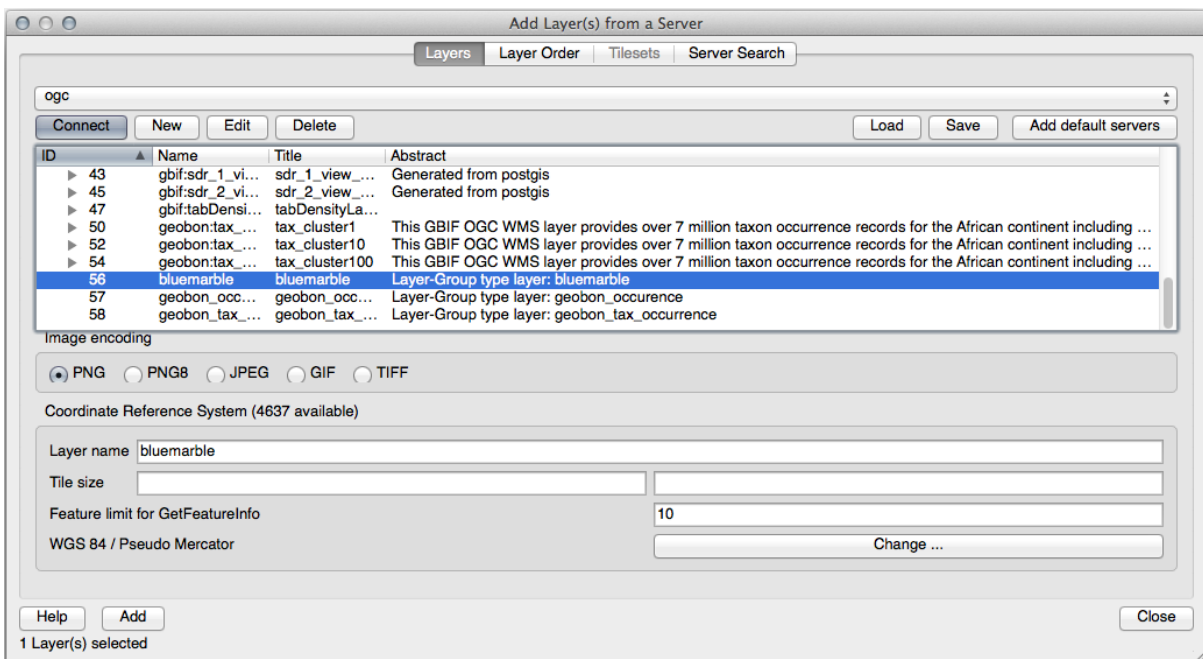 Add Layer(s) from a Server
Layers Layer Order Tilesets Server Search
ogc
Connect New Edit Delete Load Save Add default servers
ID Name Title Abstract
43 gbif:sdr_1_vi... sdr_1_view_... Generated from postgis
45 gbif:sdr_2_vi... sdr_2_view_... Generated from postgis
47 gbif:tabDensi... tabDensityLa...
50 geobon:tax_... tax_cluster1 This GBIF OGC WMS layer provides over 7 million taxon occurrence records for the African continent including ...
52 geobon:tax_... tax_cluster10 This GBIF OGC WMS layer provides over 7 million taxon occurrence records for the African continent including ...
54 geobon:tax_... tax_cluster100 This GBIF OGC WMS layer provides over 7 million taxon occurrence records for the African continent including ...
56 bluemarble bluemarble Layer-Group type layer: bluemarble
57 geobon_occ... geobon_occ... Layer-Group type layer: geobon_occurence
58 geobon_tax_... geobon_tax_... Layer-Group type layer: geobon_tax_occurrence
Image encoding
PNG PNG8 JPEG GIF TIFF
Coordinate Reference System (4637 available)
Layer name bluemarble
Tile size
Feature limit for GetFeatureInfo 10
WGS 84 / Pseudo Mercator Change ...
Help Add Close
1 Layer(s) selected